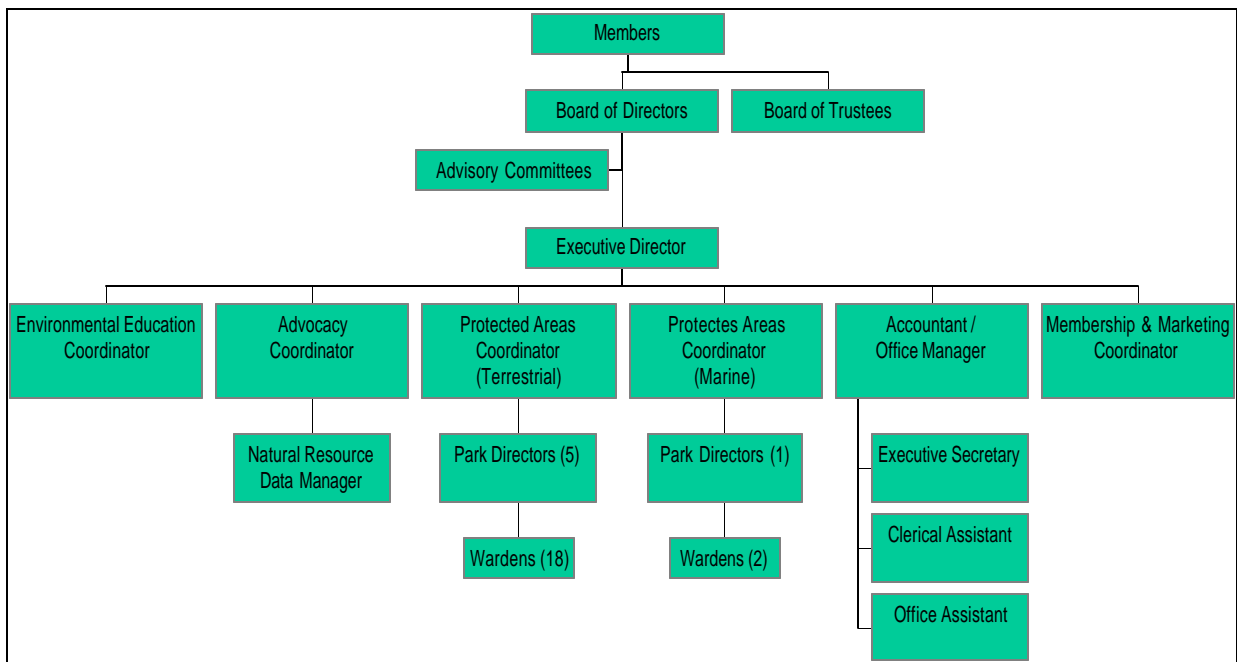 Members
Board of Directors
Board of Trustees
Advisory Committees
Executive Director
Environmental Education
Coordinator
Advocacy
Coordinator
Protected Areas
Coordinator
(Terrestrial)
Protectes Areas
Coordinator
(Marine)
Accountant /
Office Manager
Membership & Marketing
Coordinator
Natural Resource
Data Manager
Park Directors (5)
Park Directors (1)
Executive Secretary
Wardens (18)
Wardens (2)
Clerical Assistant
Office Assistant